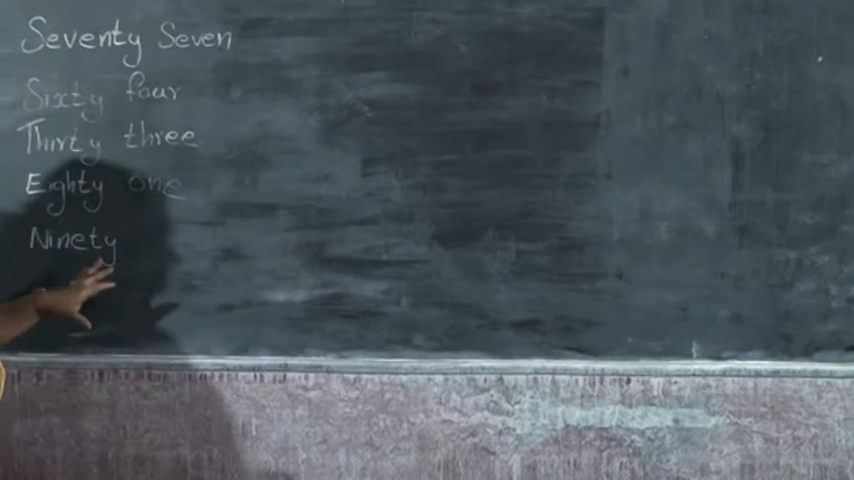 Seventy Seven
Sixty four
Thirty three
Eighty one
Ninety